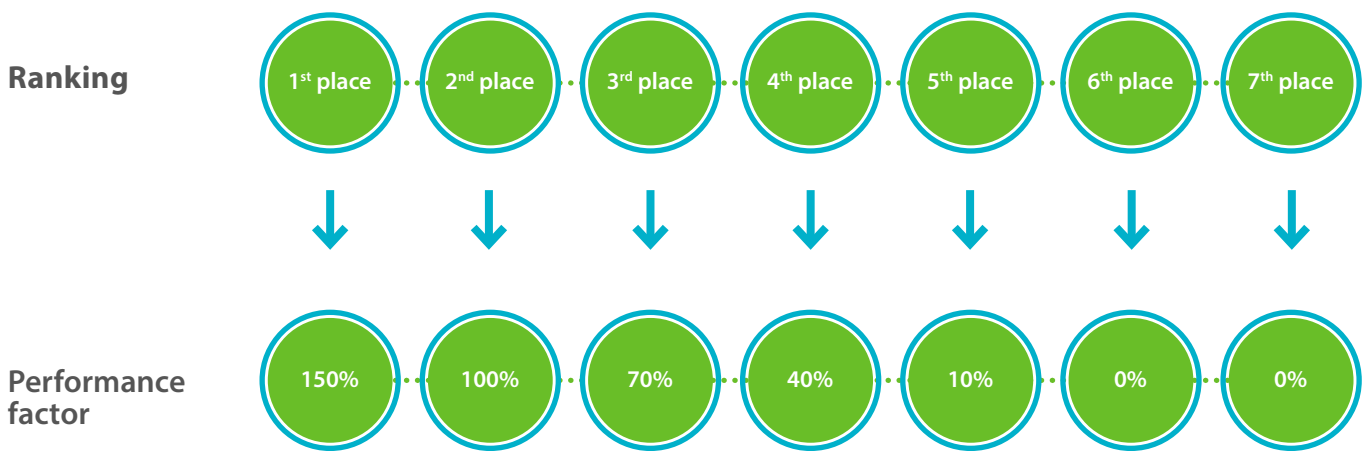 Ranking
1st place
2nd place
3rd place
4th place
5th place
6th place
7th place
Performance
factor
150%
100%
70%
40%
10%
0%
0%